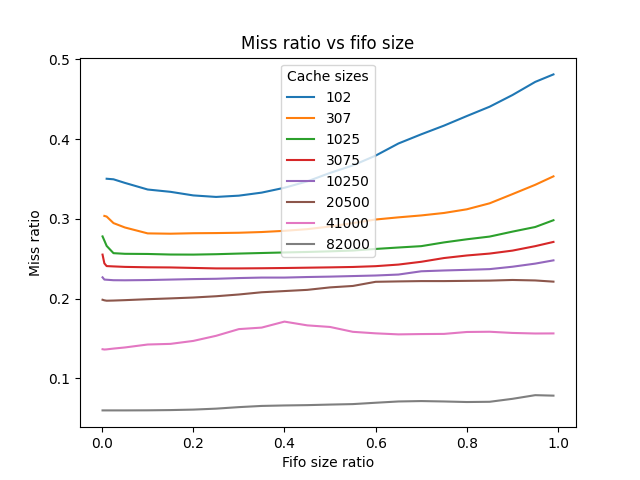 Miss ratio vs fifo size
0.5
0.4
0.3
0.2
0.1
Miss ratio
Cache sizes
102
307
1025
3075
10250
20500
41000
82000
0.0 0.2 0.4 0.6 0.8 1.0
Fifo size ratio